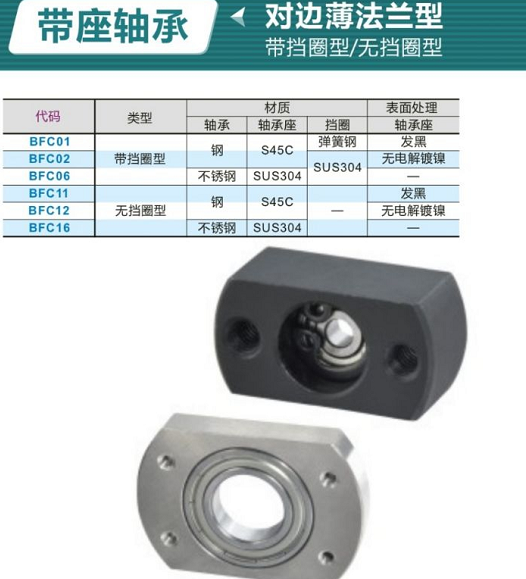 带座轴承
对边薄法兰型
带挡圈型/无挡圈型
代码 类型 材质 表面处理
轴承 轴承座 挡圈 轴承座
BFC01 带挡圈型 钢 S45C 弹簧钢 发黑
BFC02 SUS304 无电解镀镍
BFC06 不锈钢 SUS304 —
BFC11 无挡圈型 钢 S45C — 发黑
BFC12 无电解镀镍
BFC16 不锈钢 SUS304 —